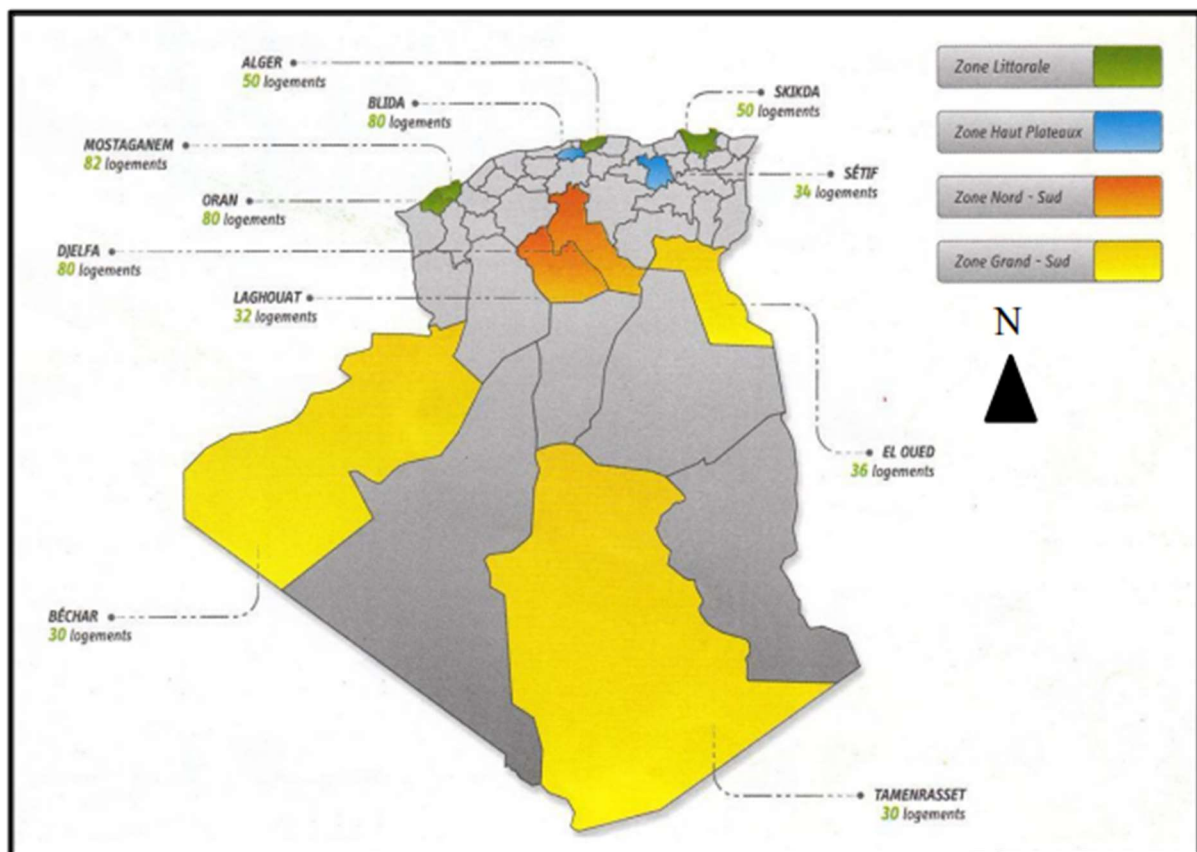 ALGER
50 logements
BLIDA
80 logements
MOSTAGANEM
82 logements
ORAN
80 logements
DJELFA
80 logements
LAGHOUAT
32 logements
SKIKDA
50 logements
SÉTIF
34 logements
Zone Littorale
Zone Haut Plateaux
Zone Nord - Sud
Zone Grand - Sud
N
EL OUED
36 logements
BÉCHAR
30 logements
TAMENRASSET
30 logements